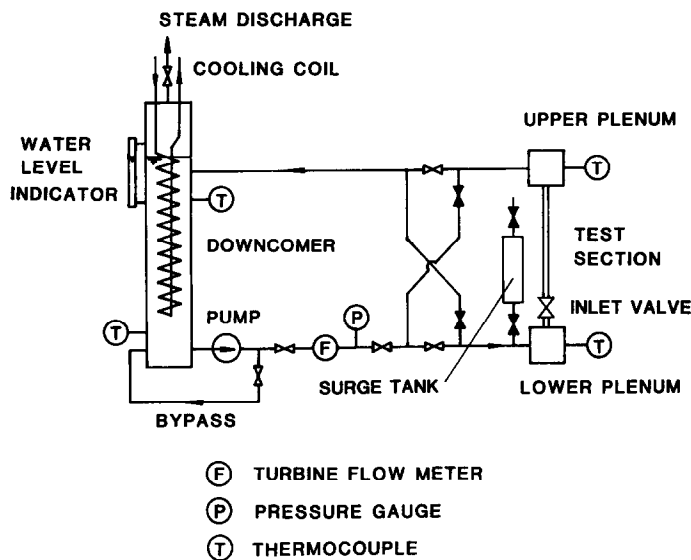 STEAM DISCHARGE
COOLING COIL
WATER
LEVEL
INDICATOR
UPPER PLENUM
T
T
DOWNCOMER
TEST
SECTION
INLET VALVE
T
PUMP
P
F
T
SURGE TANK
LOWER PLENUM
BYPASS
F TURBINE FLOW METER
P PRESSURE GAUGE
T THERMOCOUPLE